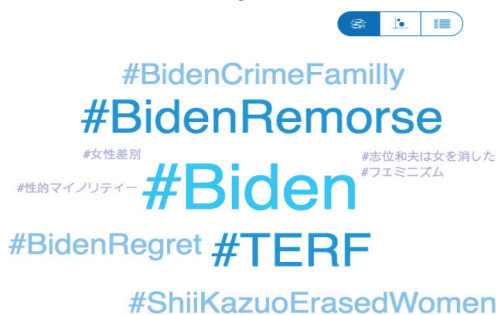 #BidenCrimeFamilly
#BidenRemorse
#女性差別
#志位和夫は女を消した
#フェミニズム
#性的マイノリティー
#Biden
#BidenRegret
#TERF
#ShiiKazuoErasedWomen